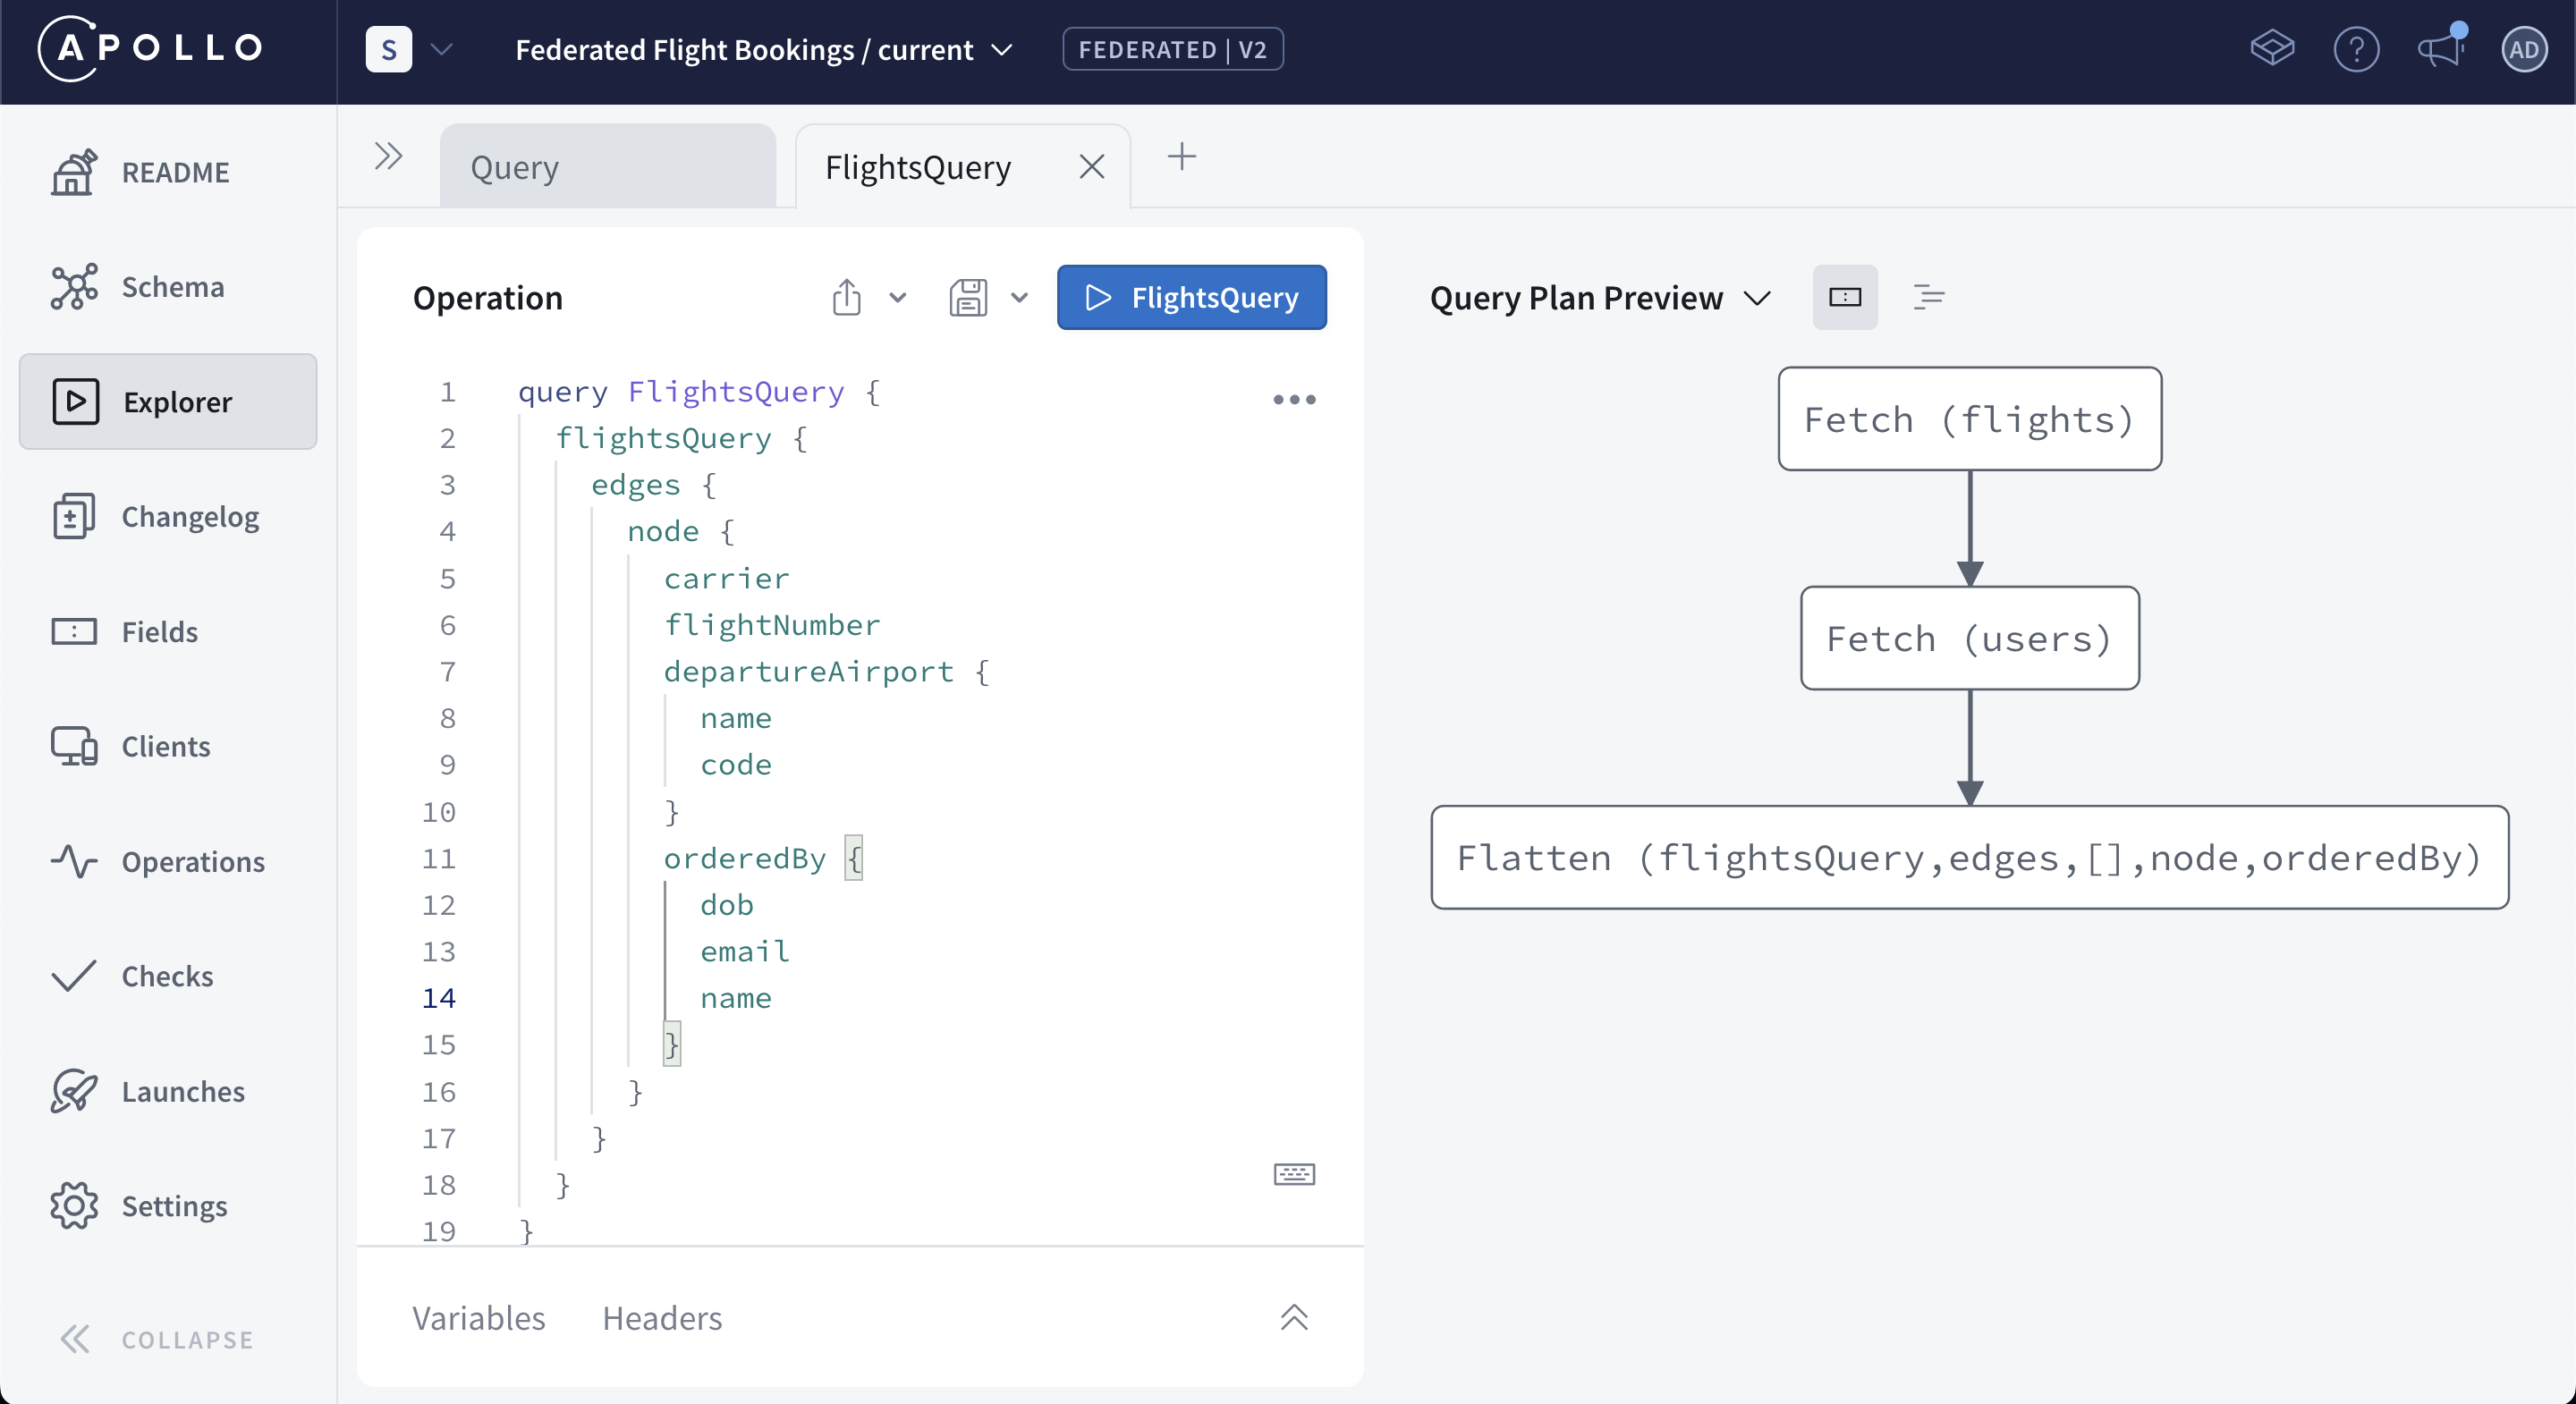 APOLLO
S
Federated Flight Bookings / current
FEDERATED | V2
?
AD
README
Schema
Explorer
Changelog
Fields
Clients
Operations
Checks
Launches
Settings
COLLAPSE
Query
FlightsQuery
Operation
FlightsQuery
1 query FlightsQuery {
2 flightsQuery {
3 edges {
4 node {
5 carrier
6 flightNumber
7 departureAirport {
8 name
9 code
10 }
11 orderedBy {
12 dob
13 email
14 name
15 }
16 }
17 }
18 }
19 }
Variables Headers
Query Plan Preview
Fetch (flights)
Fetch (users)
Flatten (flightsQuery,edges,[],node,orderedBy)